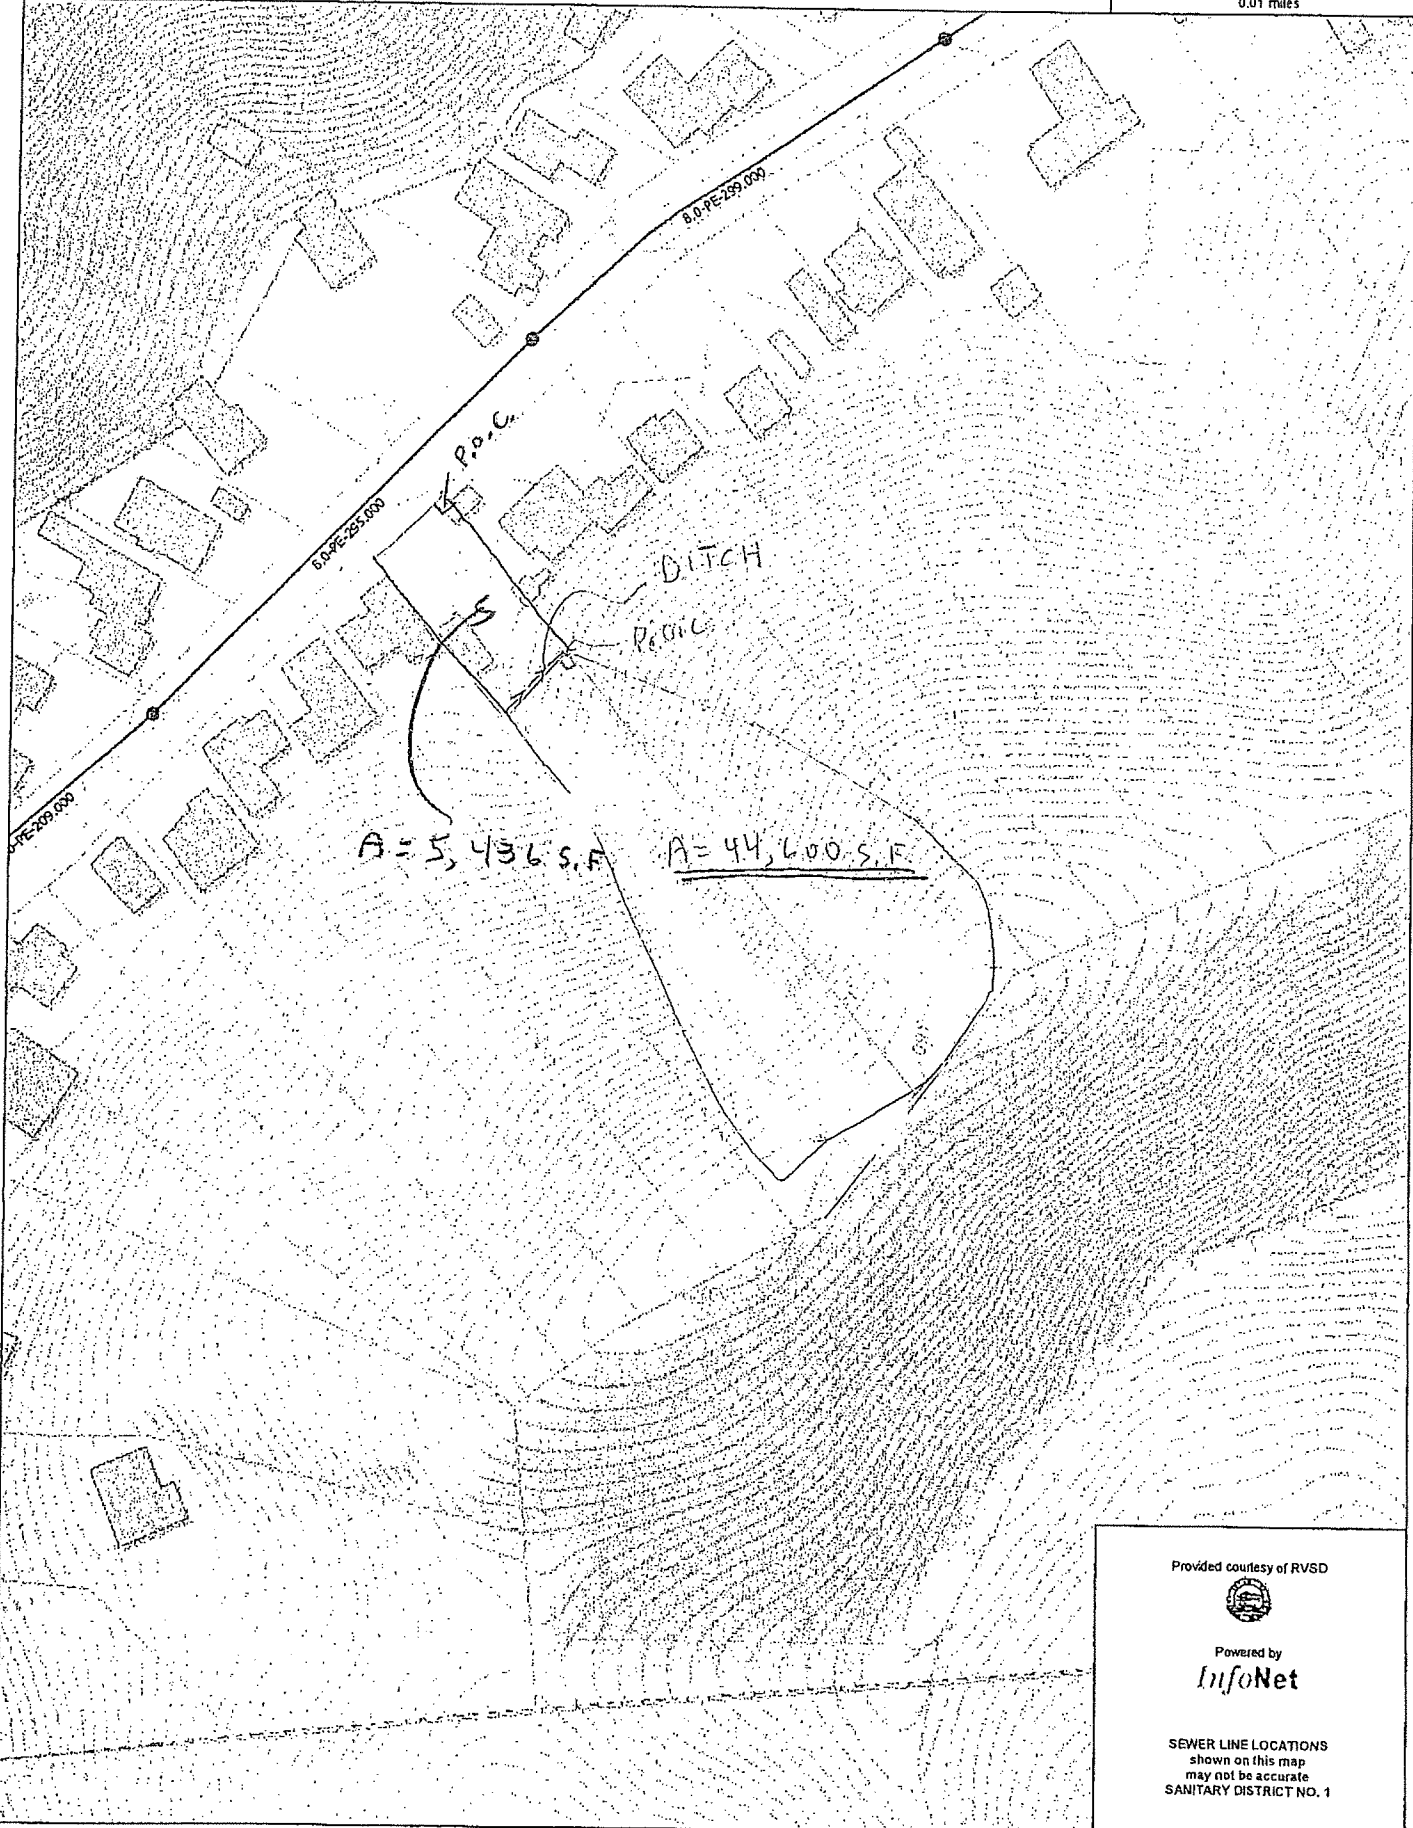 0.01 miles
8.0-PE-299.000
P.O.C.
6.0-PE-295.000
DITCH
P.O.C.
-PE-209.000
A = 5,436 S.F.
A = 44,600 S.F.
Provided courtesy of RVSD
Powered by
InfoNet
SEWER LINE LOCATIONS
shown on this map
may not be accurate
SANITARY DISTRICT NO. 1